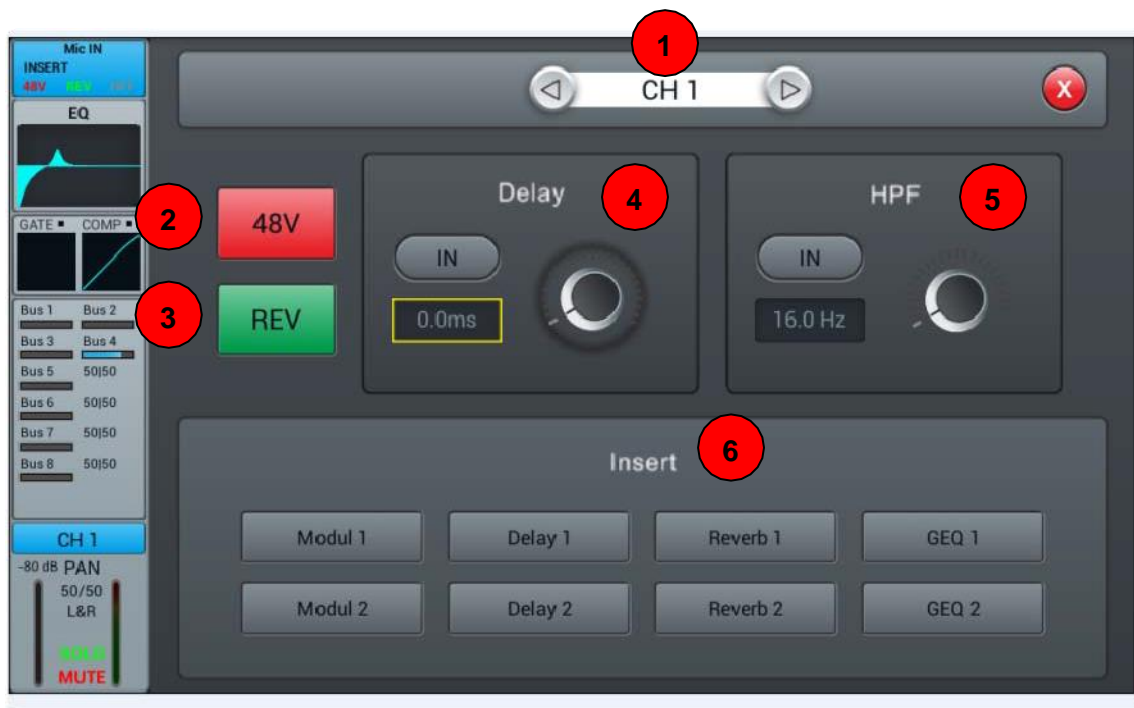 Mic IN
INSERT
48V REV HPF
EQ
GATE COMP
Bus 1 Bus 2
Bus 3 Bus 4
Bus 5 50|50
Bus 6 50|50
Bus 7 50|50
Bus 8 50|50
CH 1
-80 dB PAN
50/50
L&R
SOLO
MUTE
1
CH 1
X
2
48V
3
REV
Delay 4
IN
0.0ms
HPF 5
IN
16.0 Hz
Insert 6
Modul 1 Delay 1 Reverb 1 GEQ 1
Modul 2 Delay 2 Reverb 2 GEQ 2